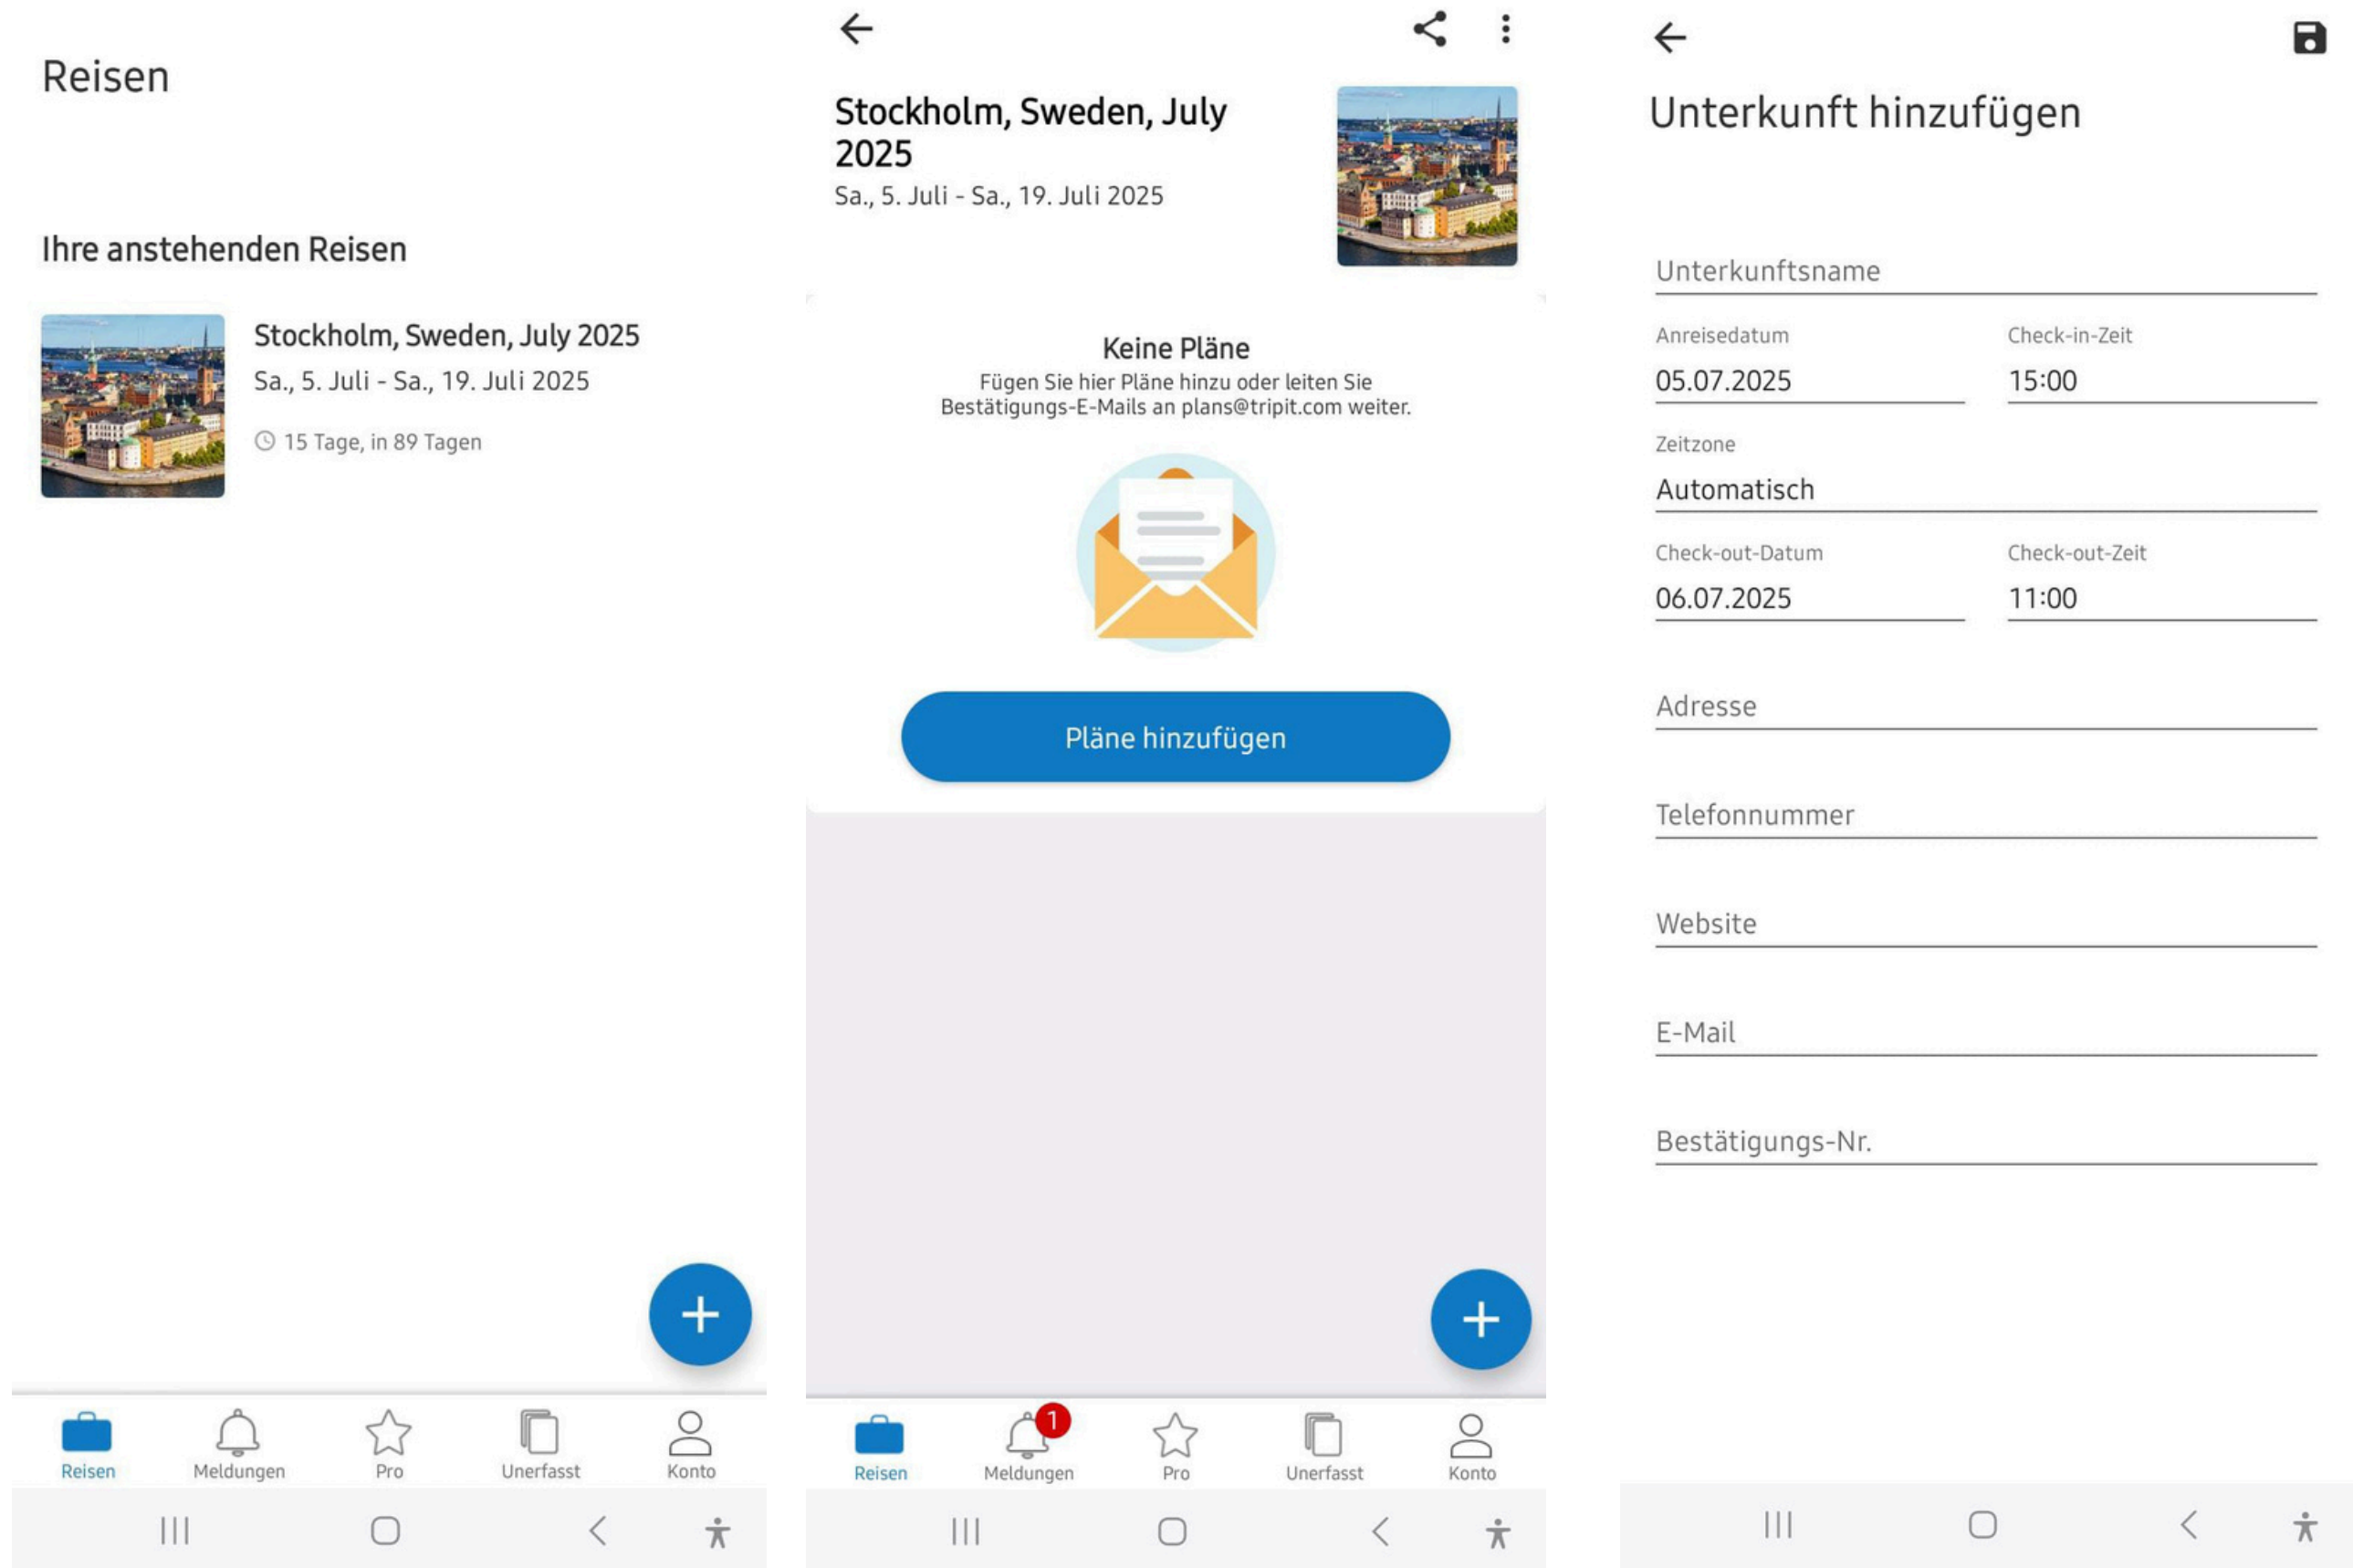 Reisen
Ihre anstehenden Reisen
Stockholm, Sweden, July 2025
Sa., 5. Juli - Sa., 19. Juli 2025
15 Tage, in 89 Tagen
Reisen
Meldungen
Pro
Unerfasst
Konto
Stockholm, Sweden, July
2025
Sa., 5. Juli - Sa., 19. Juli 2025
Keine Pläne
Fügen Sie hier Pläne hinzu oder leiten Sie
Bestätigungs-E-Mails an plans@tripit.com weiter.
Pläne hinzufügen
1
Reisen
Meldungen
Pro
Unerfasst
Konto
Unterkunft hinzufügen
Unterkunftsname
Anreisedatum
Check-in-Zeit
05.07.2025
15:00
Zeitzone
Automatisch
Check-out-Datum
Check-out-Zeit
06.07.2025
11:00
Adresse
Telefonnummer
Website
E-Mail
Bestätigungs-Nr.